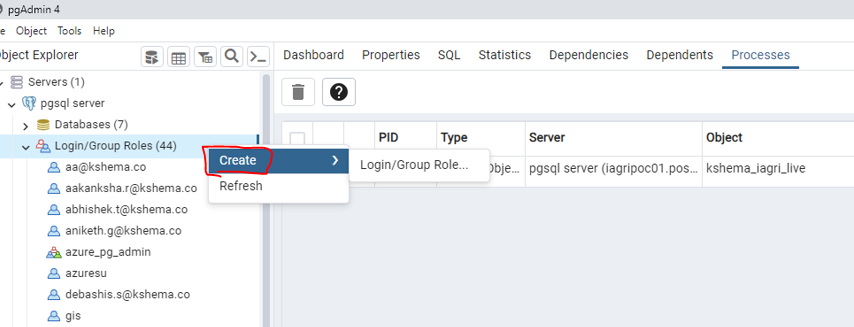 pgAdmin 4
e Object Tools Help
Object Explorer
Dashboard Properties SQL Statistics Dependencies Dependents Processes
Servers (1)
pgsql server
Databases (7)
Login/Group Roles (44)
Create
Login/Group Role...
Refresh
PID Type Server Object
Obje... pgsql server (iagripoc01.pos... kshema_iagri_live
aa@kshema.co
aakanksha.r@kshema.co
abhishek.t@kshema.co
aniketh.g@kshema.co
azure_pg_admin
azuresu
debashis.s@kshema.co
gis